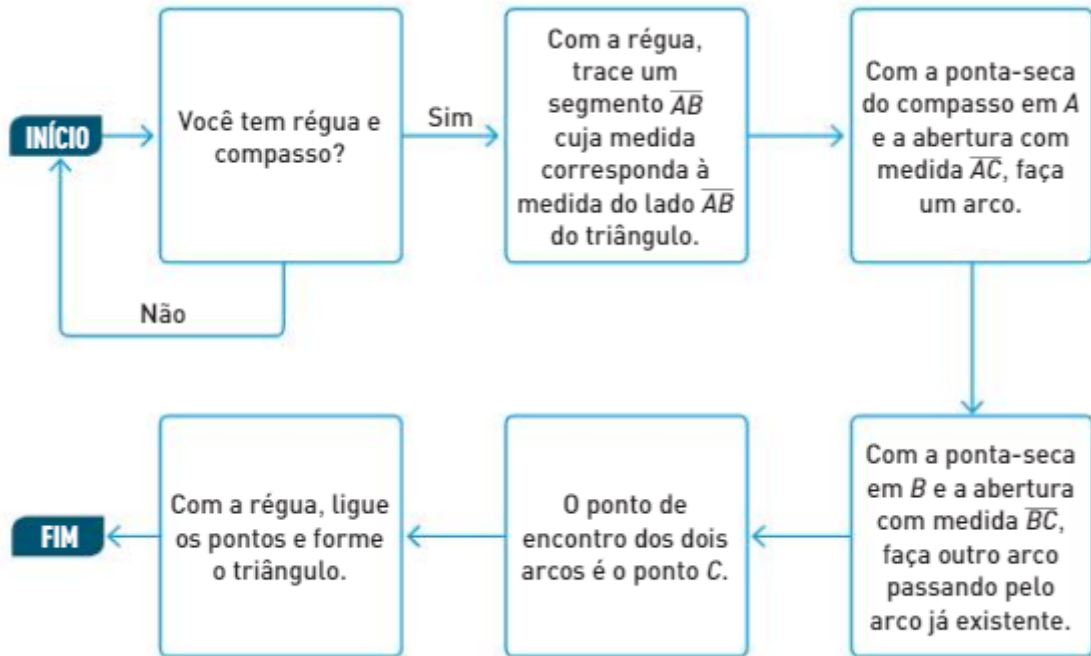 INÍCIO
Você tem régua e
compasso?
Sim
Não
Com a régua,
trace um
segmento AB
cuja medida
corresponda à
medida do lado AB
do triângulo.
Com a ponta-seca
do compasso em A
e a abertura com
medida AC, faça
um arco.
Com a ponta-seca
em B e a abertura
com medida BC,
faça outro arco
passando pelo
arco já existente.
O ponto de
encontro dos dois
arcos é o ponto C.
Com a régua, ligue
os pontos e forme
o triângulo.
FIM